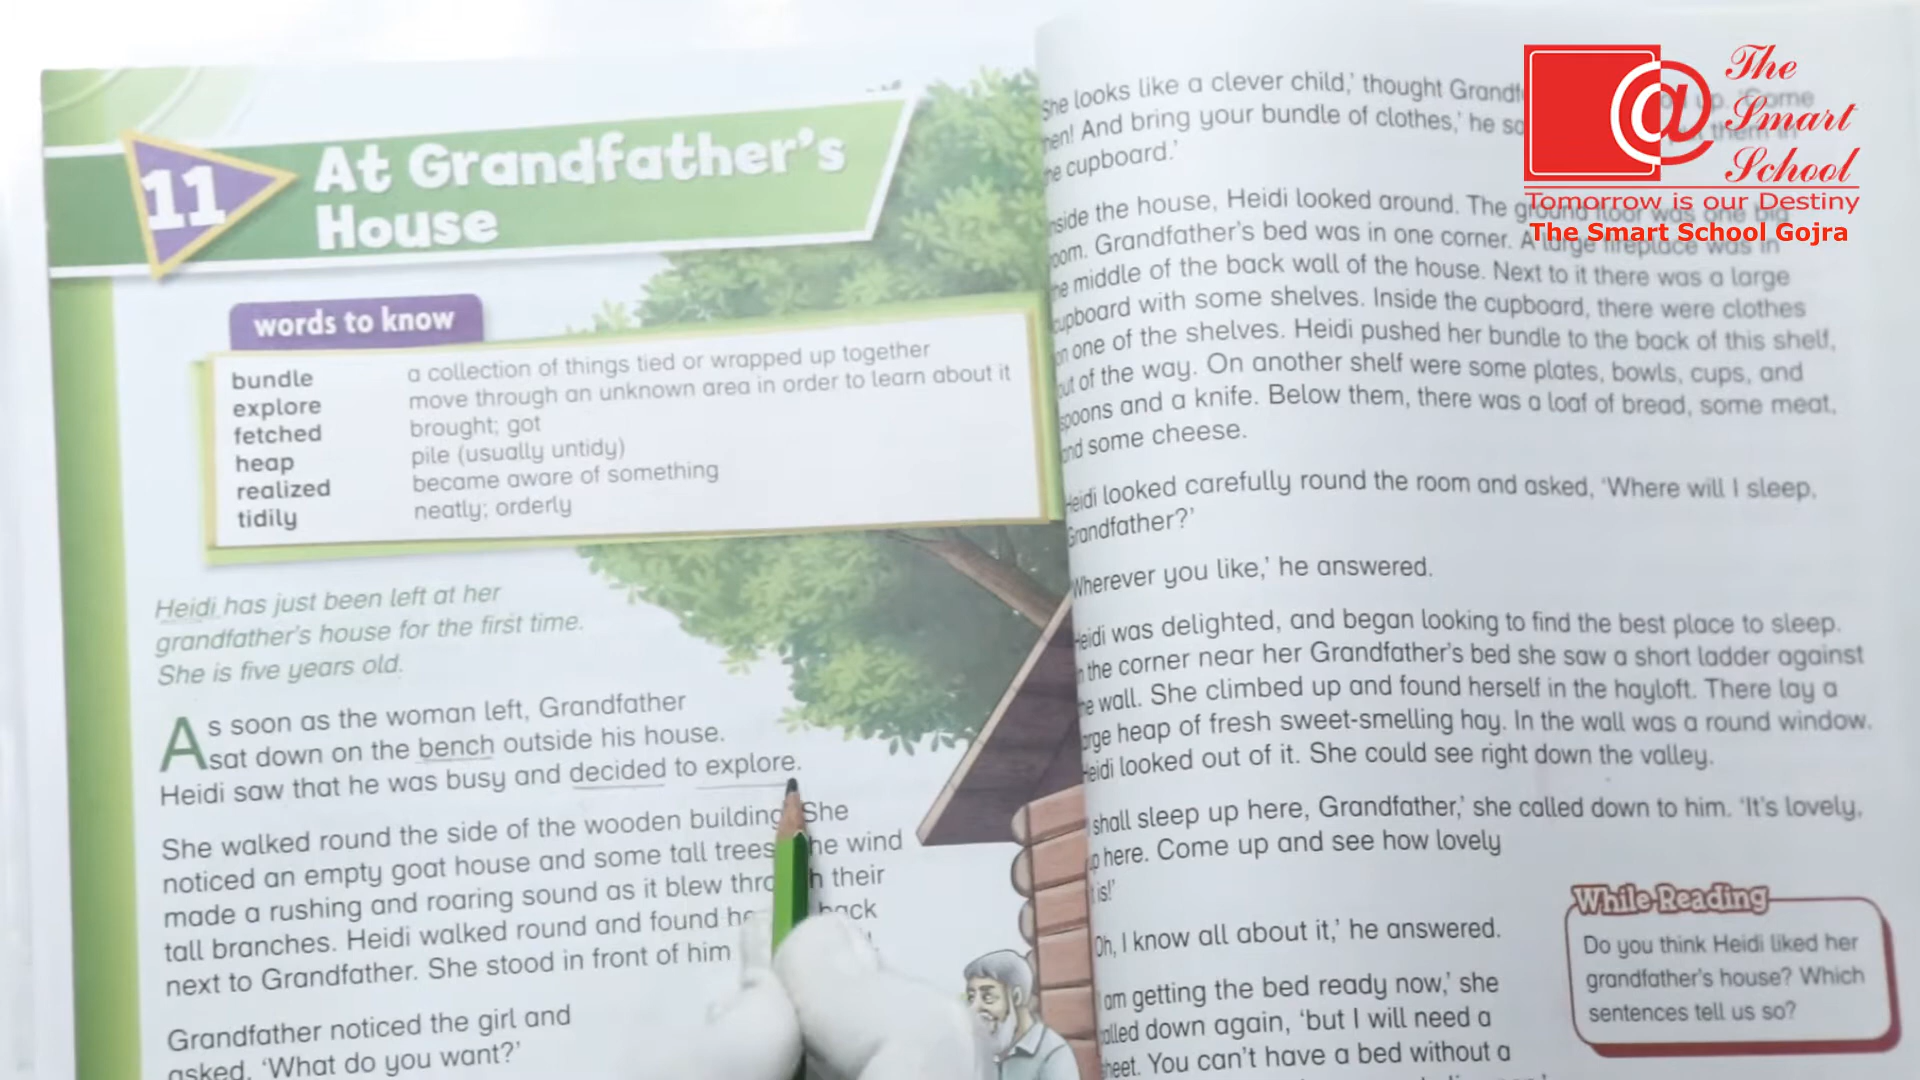 11
At Grandfather's
House
words to know
bundle a collection of things tied or wrapped up together
explore move through an unknown area in order to learn about it
fetched brought; got
heap pile (usually untidy)
realized became aware of something
tidily neatly; orderly
Heidi has just been left at her
grandfather's house for the first time.
She is five years old.
As soon as the woman left, Grandfather
sat down on the bench outside his house.
Heidi saw that he was busy and decided to explore.
She walked round the side of the wooden building. She
noticed an empty goat house and some tall trees. The wind
made a rushing and roaring sound as it blew through their
tall branches. Heidi walked round and found back
next to Grandfather. She stood in front of him
Grandfather noticed the girl and
asked, 'What do you want?'
She looks like a clever child,' thought up. 'Come
And bring your bundle of clothes,' he them in
cupboard.'
Inside the house, Heidi looked around. The ground floor was one big
room. Grandfather's bed was in one corner. A large fireplace was in
the middle of the back wall of the house. Next to it there was a large
cupboard with some shelves. Inside the cupboard, there were clothes
on one of the shelves. Heidi pushed her bundle to the back of this shelf,
out of the way. On another shelf were some plates, bowls, cups, and
spoons and a knife. Below them, there was a loaf of bread, some meat,
and some cheese.
Heidi looked carefully round the room and asked, 'Where will I sleep,
Grandfather?'
Wherever you like,' he answered.
Heidi was delighted, and began looking to find the best place to sleep.
In the corner near her Grandfather's bed she saw a short ladder against
the wall. She climbed up and found herself in the hayloft. There lay a
large heap of fresh sweet-smelling hay. In the wall was a round window.
Heidi looked out of it. She could see right down the valley.
shall sleep up here, Grandfather,' she called down to him. 'It's lovely,
up here. Come up and see how lovely
it is!'
Oh, I know all about it,' he answered.
am getting the bed ready now,' she
called down again, 'but I will need a
sheet. You can't have a bed without a
While Reading
Do you think Heidi liked her
grandfather's house? Which
sentences tell us so?
The
Smart
School
Tomorrow is our Destiny
The Smart School Gojra